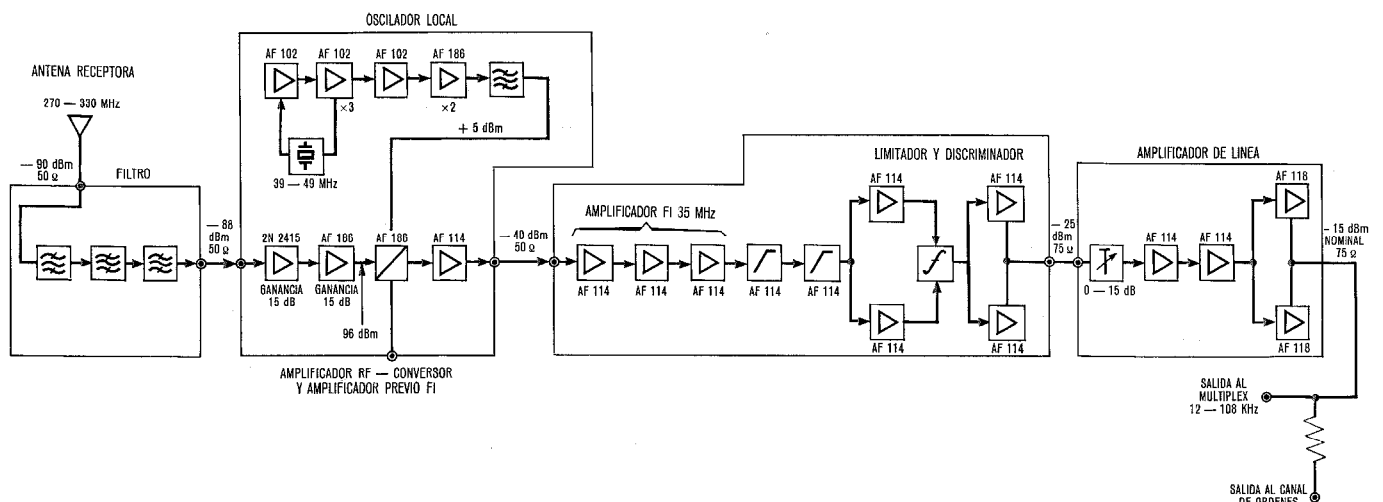 OSCILADOR LOCAL
AF 102
AF 102
AF 102
AF 186
×3
×2
+ 5 dBm
39 — 49 MHz
ANTENA RECEPTORA
270 — 330 MHz
— 90 dBm
50 Ω
FILTRO
— 88
dBm
50 Ω
2N 2415
AF 186
AF 186
AF 114
GANANCIA
15 dB
GANANCIA
15 dB
96 dBm
AMPLIFICADOR RF — CONVERSOR
Y AMPLIFICADOR PREVIO FI
— 40 dBm
50 Ω
AMPLIFICADOR FI 35 MHz
AF 114
AF 114
AF 114
AF 114
AF 114
LIMITADOR Y DISCRIMINADOR
AF 114
AF 114
AF 114
AF 114
— 25
dBm
75 Ω
AMPLIFICADOR DE LINEA
0 — 15 dB
AF 114
AF 114
AF 118
AF 118
— 15 dBm
NOMINAL
75 Ω
SALIDA AL
MULTIPLEX
12 — 108 KHz
SALIDA AL CANAL
DE ORDENES